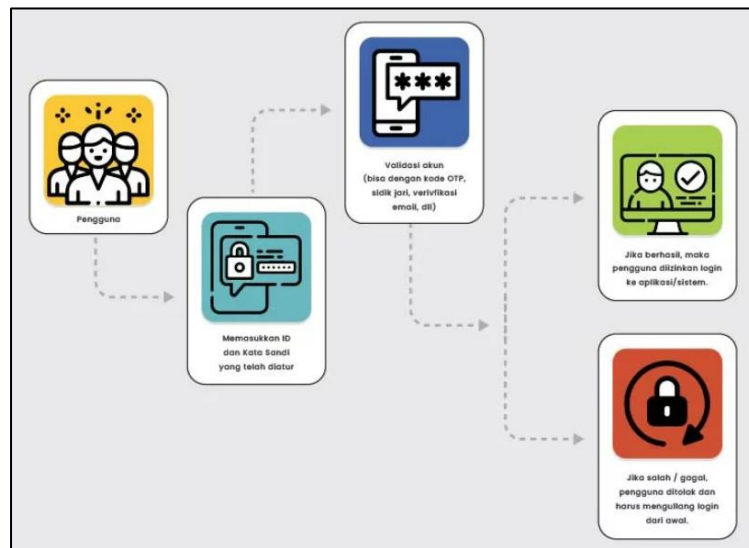 Pengguna
Memasukkan ID
dan Kata Sandi
yang telah diatur
***
Validasi akun
(bisa dengan kode OTP,
sidik jari, verivfikasi
email, dll)
Jika berhasil, maka
pengguna diizinkan login
ke aplikasi/sistem.
Jika salah / gagal,
pengguna ditolak dan
harus mengullang login
dari awal.